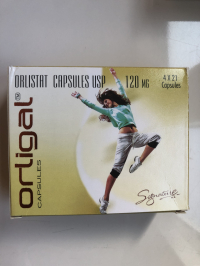 ORLISTAT CAPSULES USP 120 MG
4 X 21
Capsules
orligal
CAPSULES
Signature